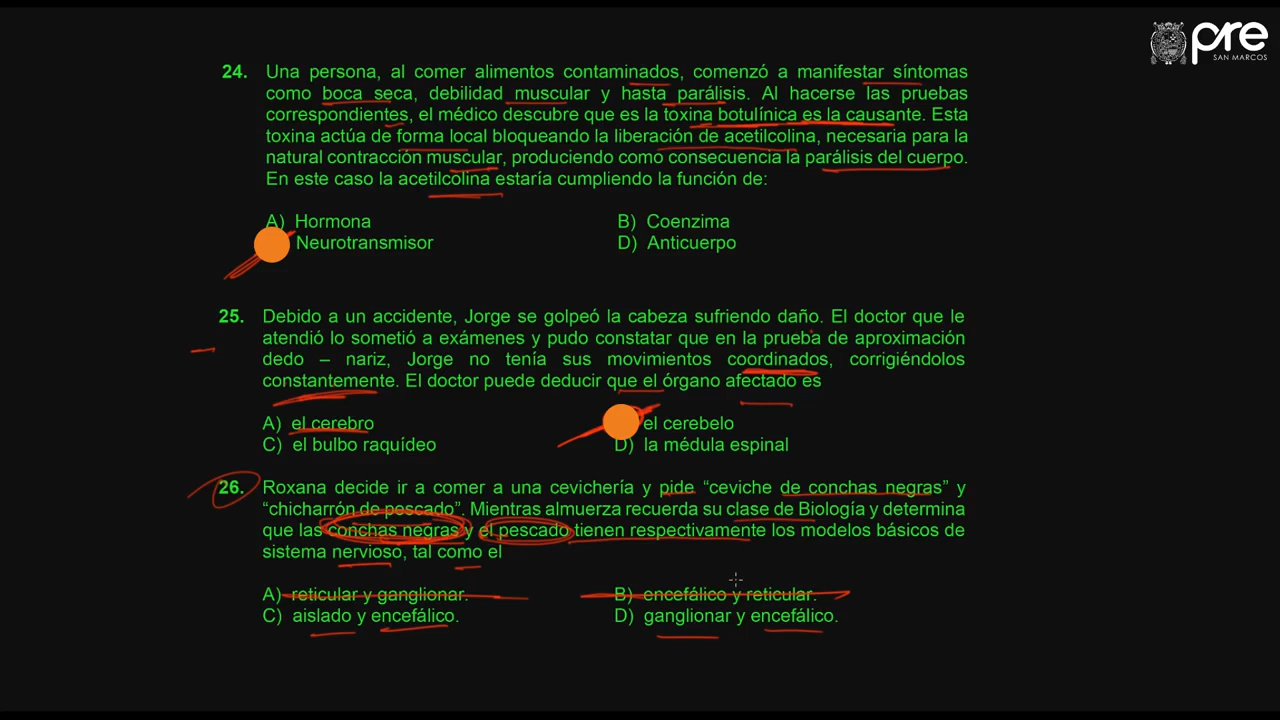 pre
SAN MARCOS
24. Una persona, al comer alimentos contaminados, comenzó a manifestar síntomas
como boca seca, debilidad muscular y hasta parálisis. Al hacerse las pruebas
correspondientes, el médico descubre que es la toxina botulínica es la causante. Esta
toxina actúa de forma local bloqueando la liberación de acetilcolina, necesaria para la
natural contracción muscular, produciendo como consecuencia la parálisis del cuerpo.
En este caso la acetilcolina estaría cumpliendo la función de:
A) Hormona B) Coenzima
Neurotransmisor D) Anticuerpo
25. Debido a un accidente, Jorge se golpeó la cabeza sufriendo daño. El doctor que le
atendió lo sometió a exámenes y pudo constatar que en la prueba de aproximación
dedo – nariz, Jorge no tenía sus movimientos coordinados, corrigiéndolos
constantemente. El doctor puede deducir que el órgano afectado es
A) el cerebro el cerebelo
C) el bulbo raquídeo D) la médula espinal
26. Roxana decide ir a comer a una cevichería y pide “ceviche de conchas negras” y
“chicharrón de pescado”. Mientras almuerza recuerda su clase de Biología y determina
que las conchas negras y el pescado tienen respectivamente los modelos básicos de
sistema nervioso, tal como el
A) reticular y ganglionar. B) encefálico y reticular.
C) aislado y encefálico. D) ganglionar y encefálico.